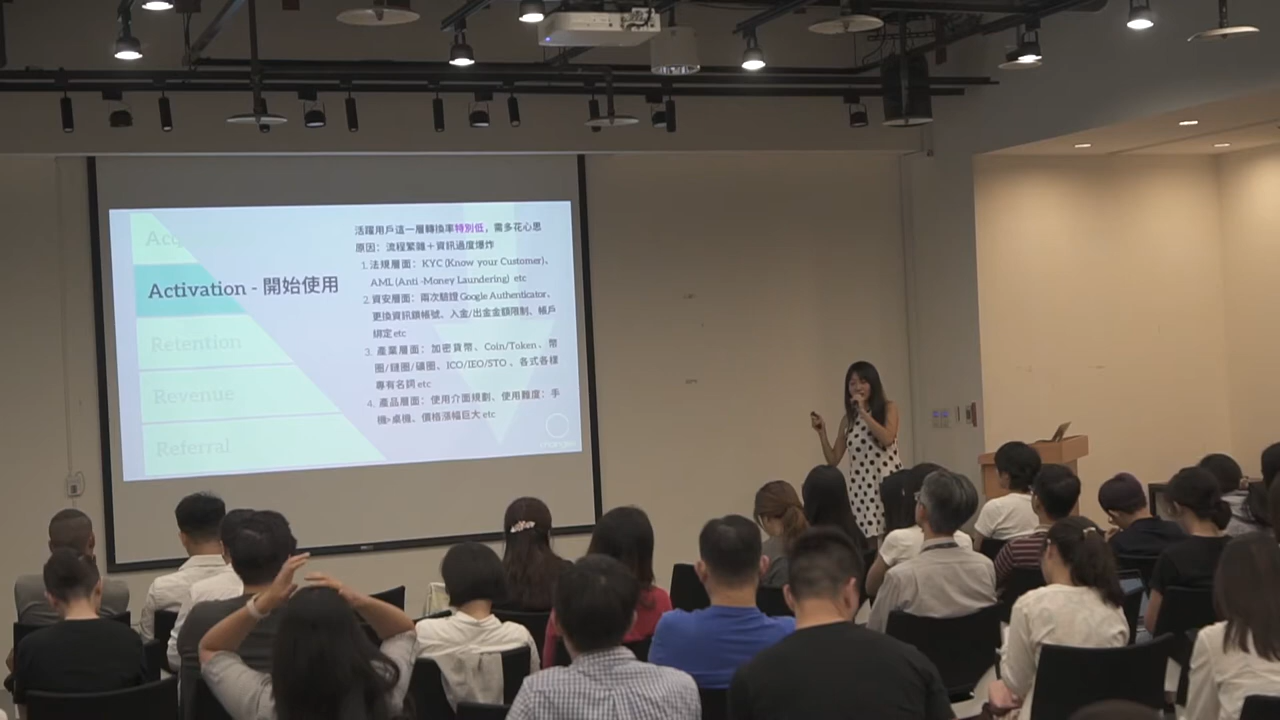 Acq
Activation - 開始使用
Retention
Revenue
Referral
活躍用戶這一層轉換率特別低，需多花心思
原因：流程繁雜＋資訊過度爆炸
1. 法規層面：KYC (Know your Customer)、
AML (Anti-Money Laundering) etc
2. 資安層面：兩次驗證 Google Authenticator、
更換資訊鎖帳號、入金/出金金額限制、帳戶
綁定 etc
3. 產業層面：加密貨幣、Coin/Token、幣
圈/鏈圈/礦圈、ICO/IEO/STO、各式各樣
專有名詞 etc
4. 產品層面：使用介面規劃、使用難度：手
機>桌機、價格漲幅巨大 etc